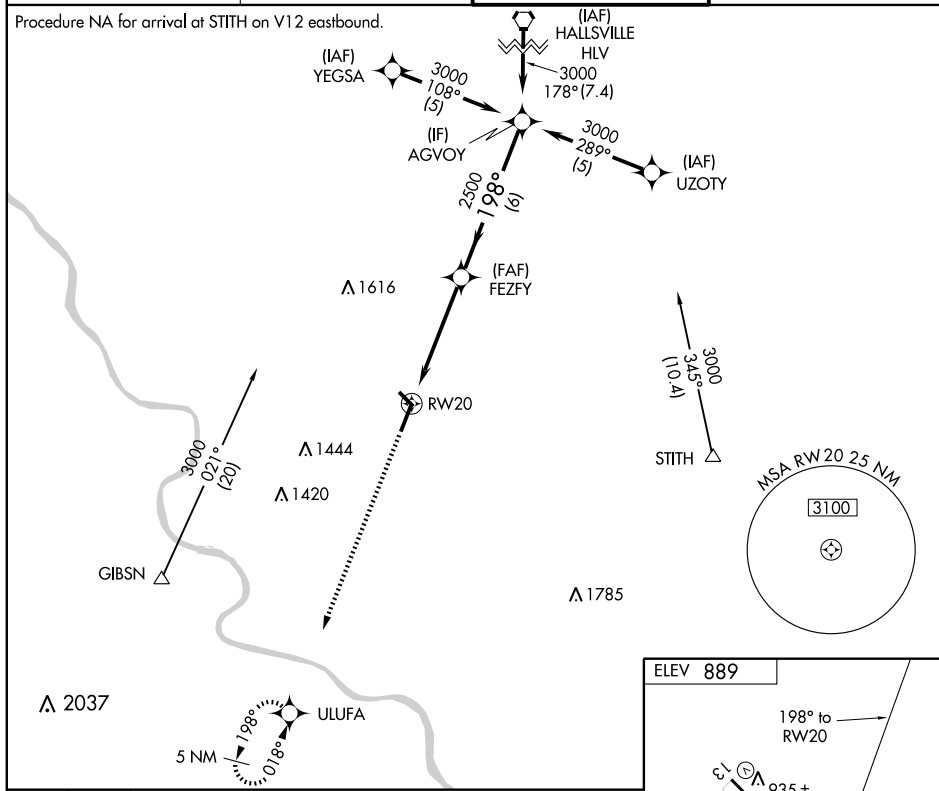 Procedure NA for arrival at STITH on V12 eastbound.
(IAF)
HALLSVILLE
HLV
(IAF)
YEGSA
3000
108°
(5)
3000
178° (7.4)
(IF)
AGVOY
3000
289°
(5)
(IAF)
UZOTY
2500
198°
(6)
(FAF)
FEZFY
1616
3000
345°
(10.4)
RW20
3000
021°
(20)
1444
STITH
1420
MSA RW20 25 NM
3100
GIBSN
1785
ELEV 889
2037
198° to
RW20
ULUFA
198°
018°
5 NM
13
V
935±